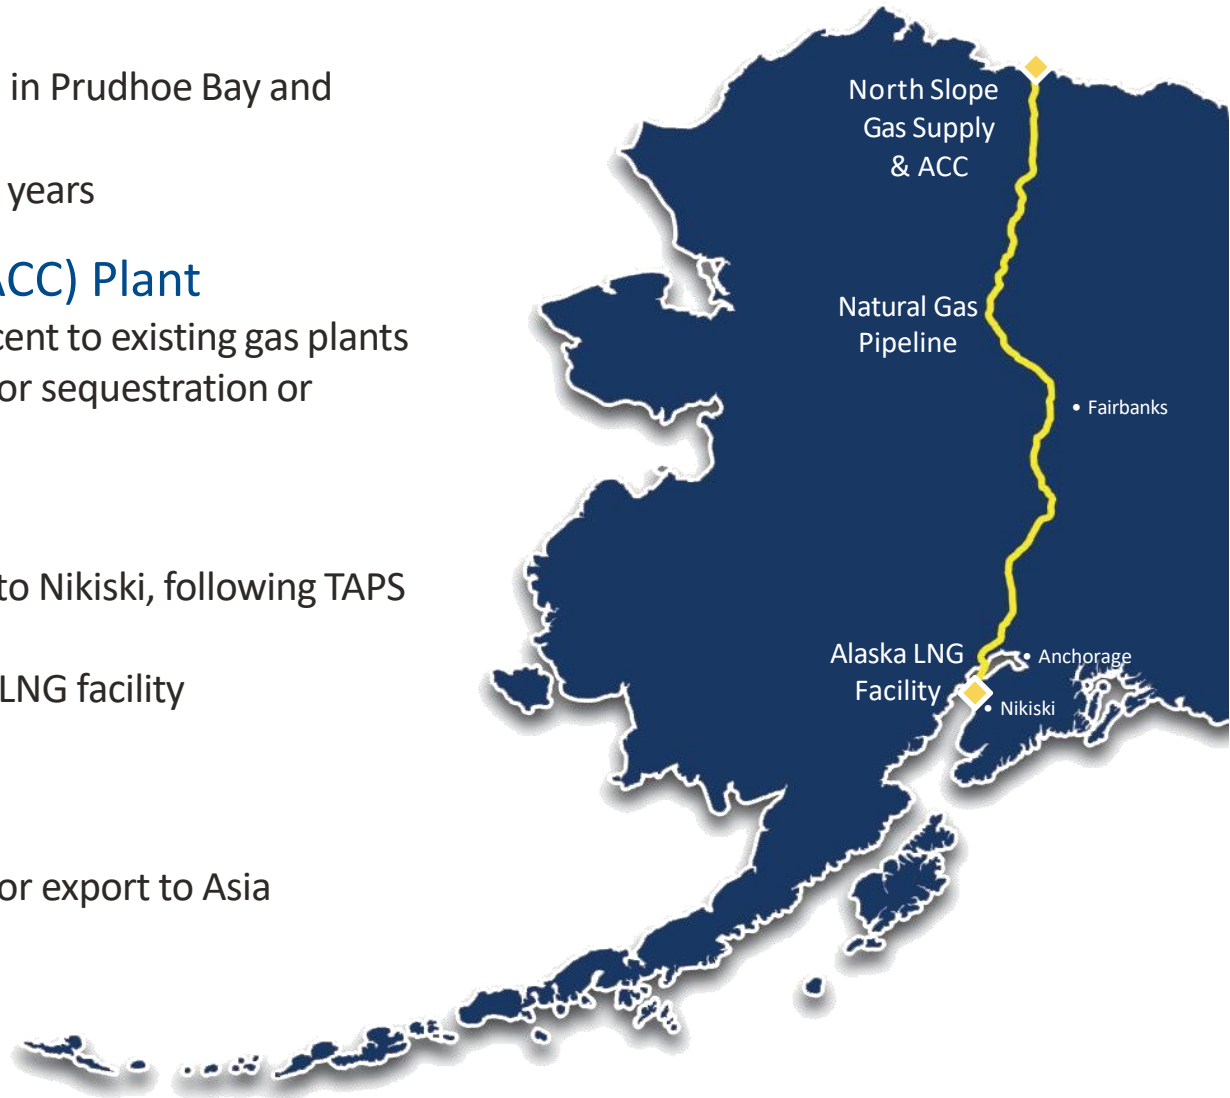 in Prudhoe Bay and
years
ACC) Plant
cent to existing gas plants
or sequestration or
to Nikiski, following TAPS
LNG facility
or export to Asia
North Slope
Gas Supply
& ACC
Natural Gas
Pipeline
• Fairbanks
Alaska LNG
Facility
• Anchorage
• Nikiski